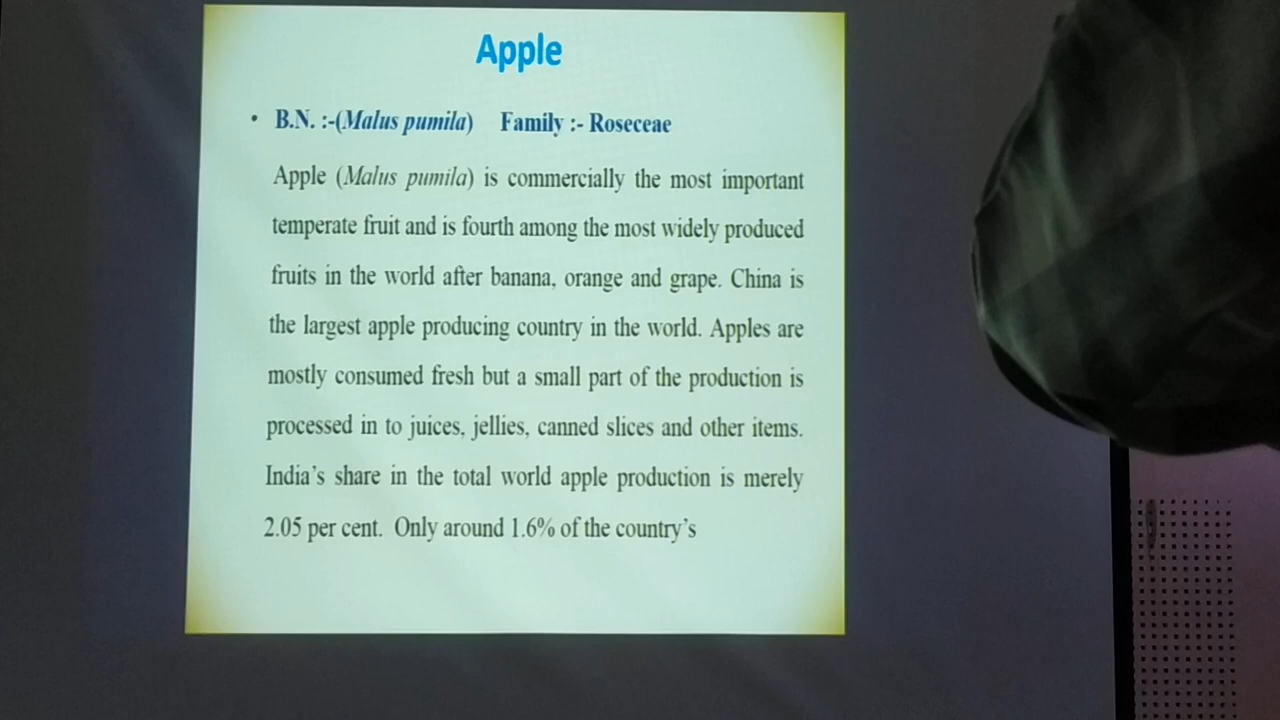 Apple
• B.N. :-(Malus pumila) Family :- Roseceae
Apple (Malus pumila) is commercially the most important
temperate fruit and is fourth among the most widely produced
fruits in the world after banana, orange and grape. China is
the largest apple producing country in the world. Apples are
mostly consumed fresh but a small part of the production is
processed in to juices, jellies, canned slices and other items.
India's share in the total world apple production is merely
2.05 per cent. Only around 1.6% of the country's